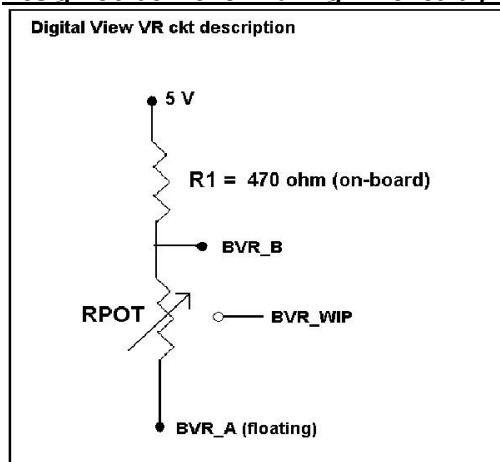 Digital View VR ckt description
5 V
R1 = 470 ohm (on-board)
BVR_B
RPOT
BVR_WIP
BVR_A (floating)